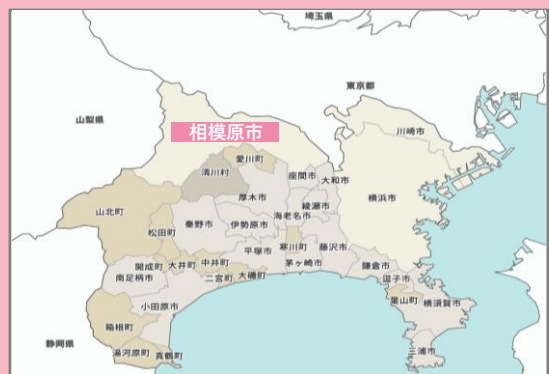 埼玉県
東京都
山梨県
相模原市
川崎市
愛川町
清川村
座間市
大和市
厚木市
綾瀬市
海老名市
横浜市
山北町
松田町
秦野市
伊勢原市
平塚市
寒川町
藤沢市
茅ヶ崎市
鎌倉市
開成町
大井町
中井町
南足柄市
二宮町
大磯町
逗子市
葉山町
横須賀市
小田原市
箱根町
静岡県
湯河原町
真鶴町
三浦市